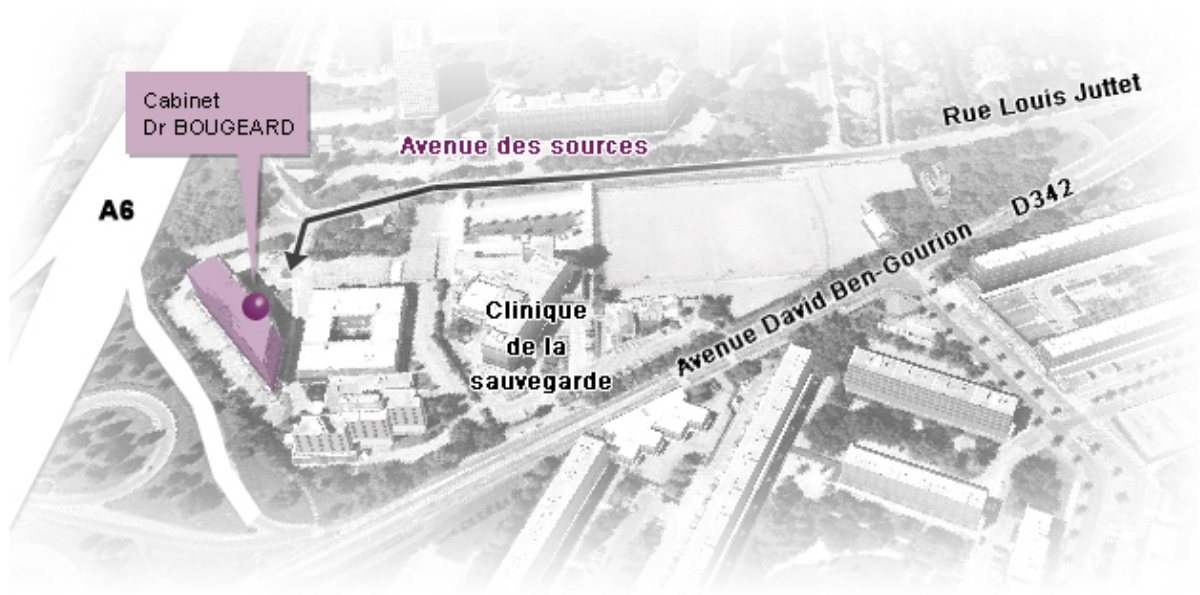 Cabinet
Dr BOUGEARD
Rue Louis Juttet
Avenue des sources
A6
D342
Avenue David Ben-Gourion
Clinique
de la
sauvegarde